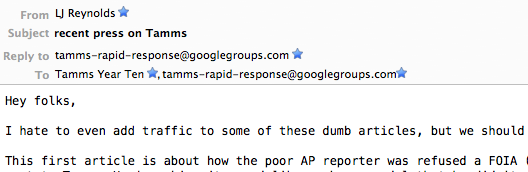 From LJ Reynolds
Subject recent press on Tamms
Reply to tamms-rapid-response@googlegroups.com
To Tamms Year Ten , tamms-rapid-response@googlegroups.com
Hey folks,
I hate to even add traffic to some of these dumb articles, but we should
This first article is about how the poor AP reporter was refused a FOIA